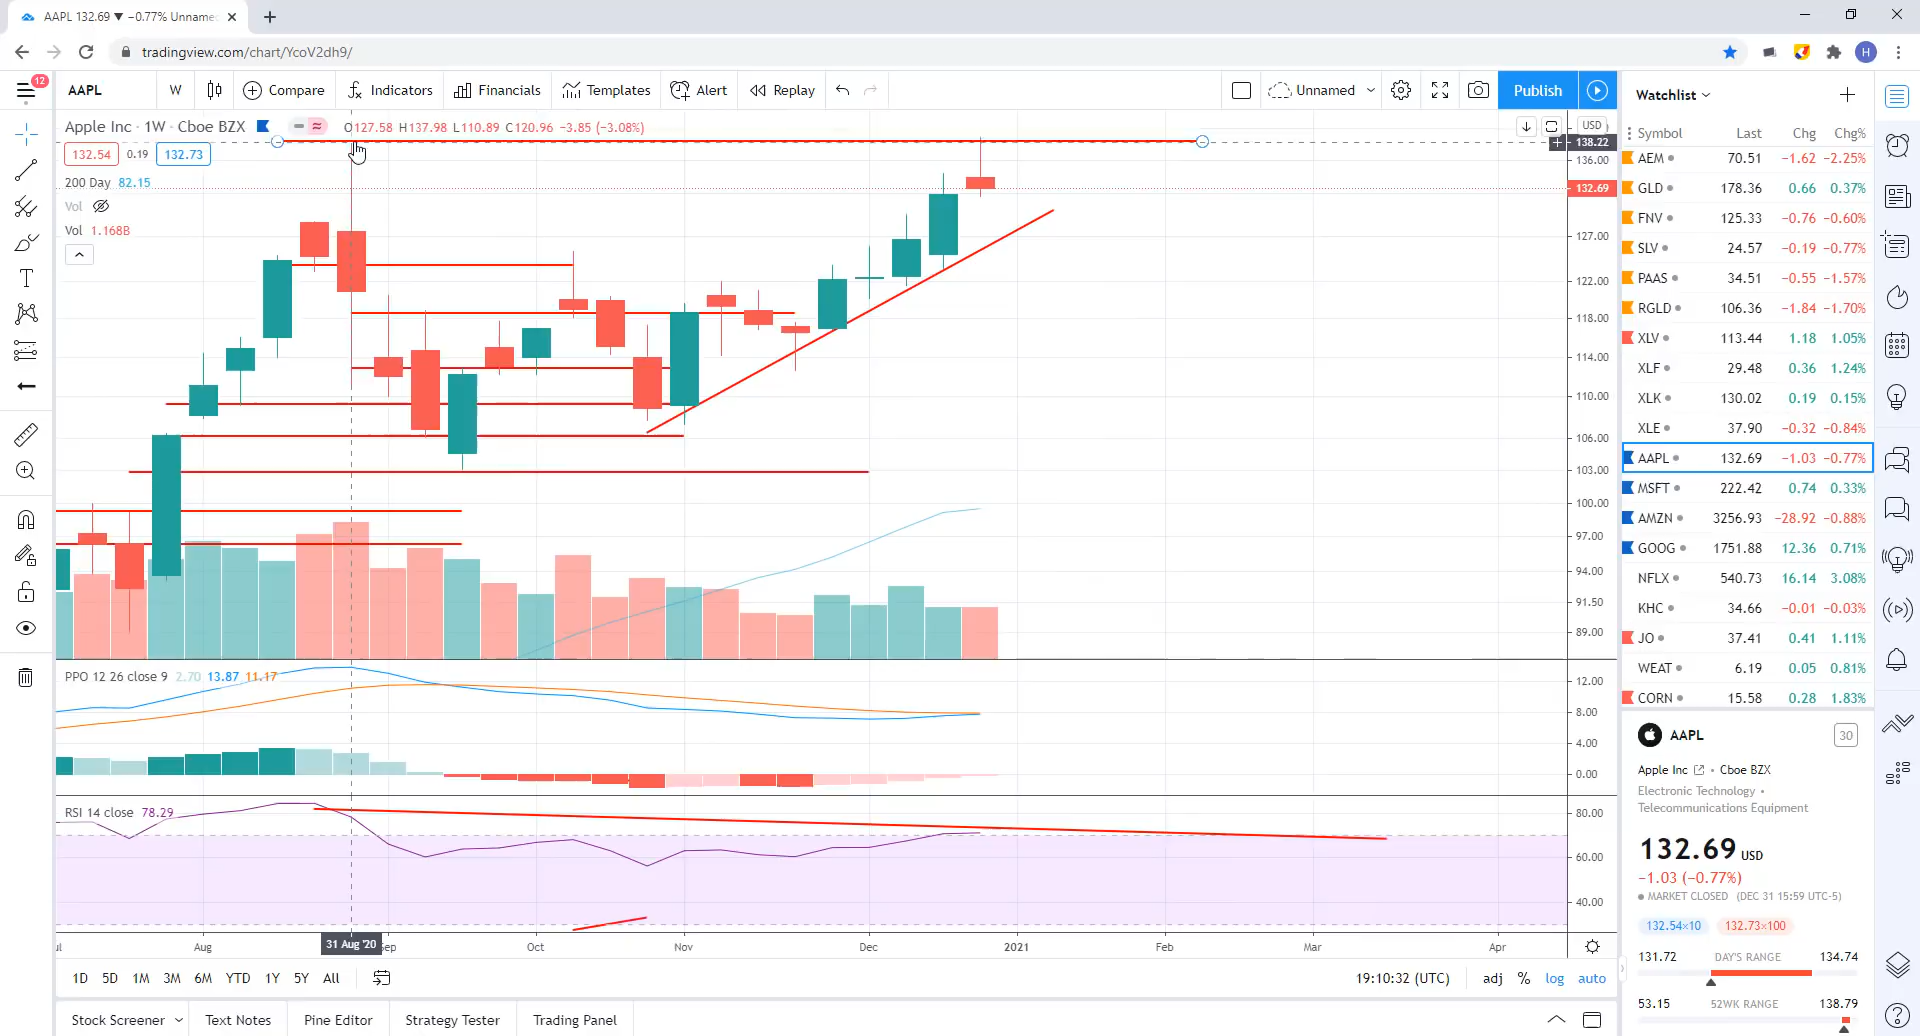 AAPL 132.69 ▼ −0.77% Unname
tradingview.com/chart/YcoV2dh9/
H
12
AAPL W Compare Indicators Financials Templates Alert Replay Unnamed Publish
Apple Inc · 1W · Cboe BZX O127.58 H137.98 L110.89 C120.96 −3.85 (−3.08%)
132.54 0.19 132.73
200 Day 82.15
Vol
Vol 1.168B
USD
138.22
136.00
132.69
127.00
122.00
118.00
114.00
110.00
106.00
103.00
100.00
97.00
94.00
91.50
89.00
PPO 12 26 close 9 2.70 13.87 11.17
12.00
8.00
4.00
0.00
RSI 14 close 78.29
80.00
60.00
40.00
Aug 31 Aug '20 Sep Oct Nov Dec 2021 Feb Mar Apr
1D 5D 1M 3M 6M YTD 1Y 5Y All 19:10:32 (UTC) adj % log auto
Stock Screener Text Notes Pine Editor Strategy Tester Trading Panel
Watchlist
Symbol Last Chg Chg%
AEM 70.51 −1.62 −2.25%
GLD 178.36 0.66 0.37%
FNV 125.33 −0.76 −0.60%
SLV 24.57 −0.19 −0.77%
PAAS 34.51 −0.55 −1.57%
RGLD 106.36 −1.84 −1.70%
XLV 113.44 1.18 1.05%
XLF 29.48 0.36 1.24%
XLK 130.02 0.19 0.15%
XLE 37.90 −0.32 −0.84%
AAPL 132.69 −1.03 −0.77%
MSFT 222.42 0.74 0.33%
AMZN 3256.93 −28.92 −0.88%
GOOG 1751.88 12.36 0.71%
NFLX 540.73 16.14 3.08%
KHC 34.66 −0.01 −0.03%
JO 37.41 0.41 1.11%
WEAT 6.19 0.05 0.81%
CORN 15.58 0.28 1.83%
AAPL 30
Apple Inc • Cboe BZX
Electronic Technology •
Telecommunications Equipment
132.69 USD
−1.03 (−0.77%)
MARKET CLOSED (DEC 31 15:59 UTC-5)
132.54×10 132.73×100
131.72 DAY'S RANGE 134.74
53.15 52WK RANGE 138.79